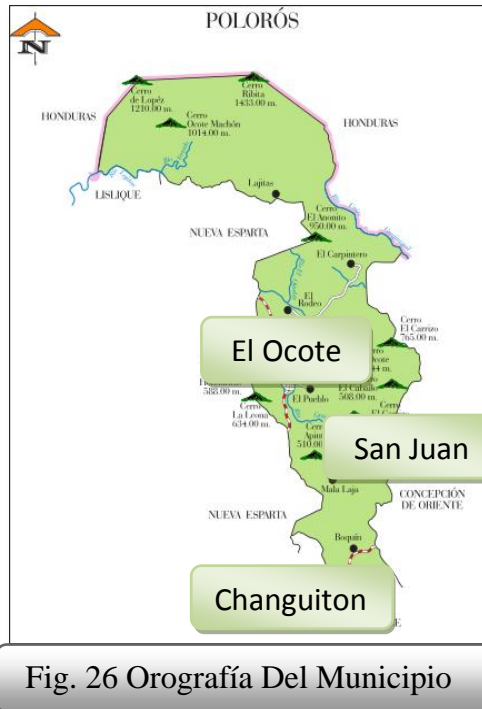 POLORÓS
N
Cerro
de Lopéz
1210.00 m.
Cerro
Ribita
1433.00 m.
HONDURAS
Cerro
Ocote Machón
1014.00 m.
HONDURAS
LISLIQUE
Lajitas
NUEVA ESPARTA
Cerro
El Anonito
950.00 m.
El Carpintero
El
Rodeo
Cerro
El Carrizo
765.00 m.
El Ocote
588.00 m.
El Pueblo
El Caballo
508.00 m.
Cerro
La Leona
634.00 m.
Cerro
510.00
San Juan
Mala Laja
CONCEPCIÓN
DE ORIENTE
NUEVA ESPARTA
Boquín
Changuiton
Fig. 26 Orografía Del Municipio